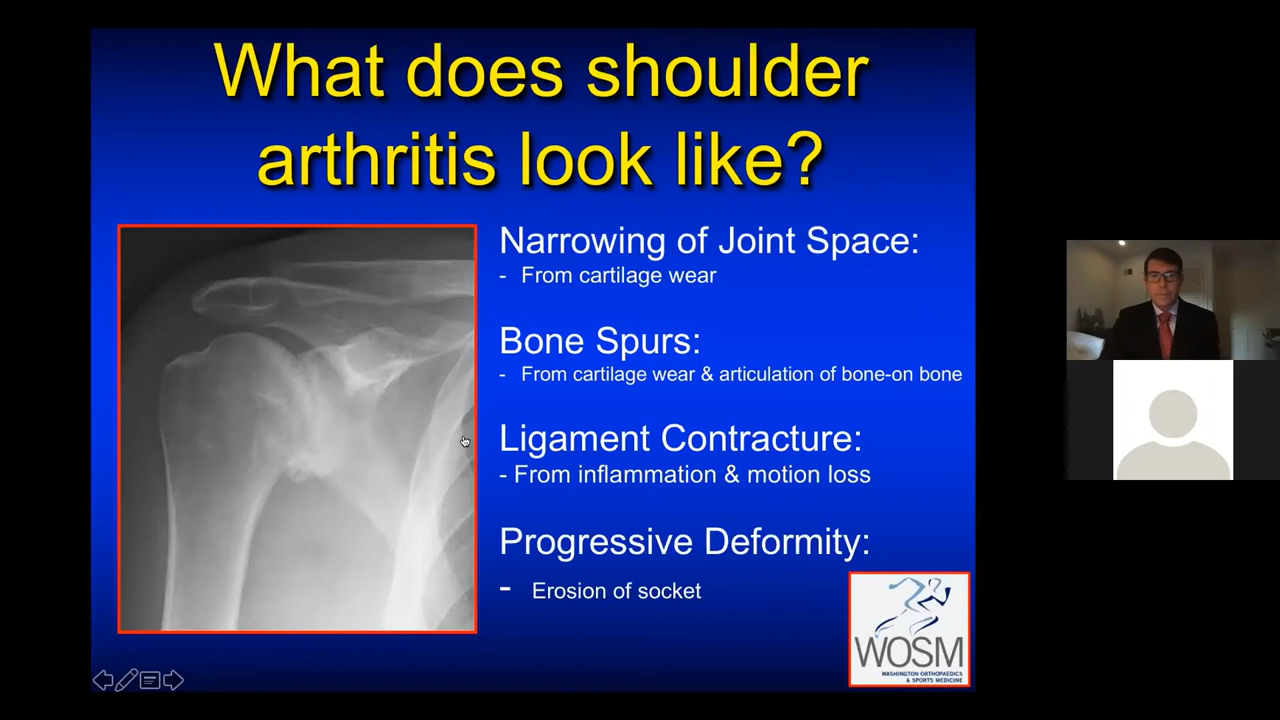 What does shoulder
arthritis look like?
Narrowing of Joint Space:
- From cartilage wear
Bone Spurs:
- From cartilage wear & articulation of bone-on bone
Ligament Contracture:
- From inflammation & motion loss
Progressive Deformity:
- Erosion of socket
WOSM
WASHINGTON ORTHOPAEDICS
& SPORTS MEDICINE